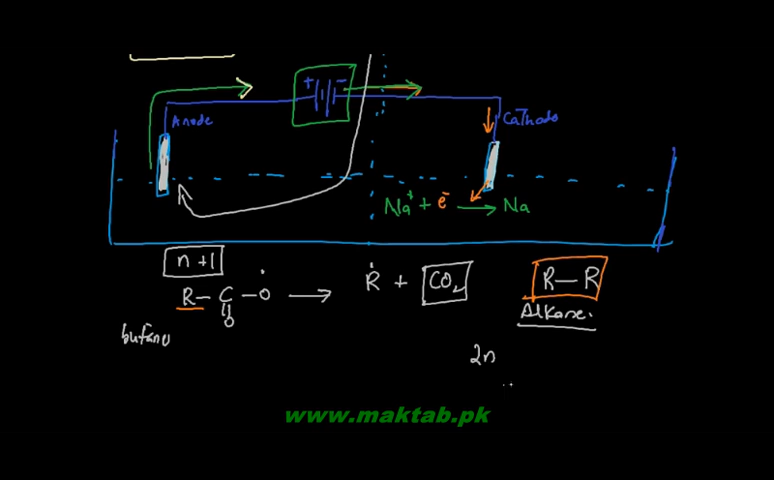 + -
Anode Cathode
Na⁺ + e⁻ → Na
n+1
R—C—Ȯ → Ṙ + CO₂ R—R
O
Alkane.
butane
2n
www.maktab.pk